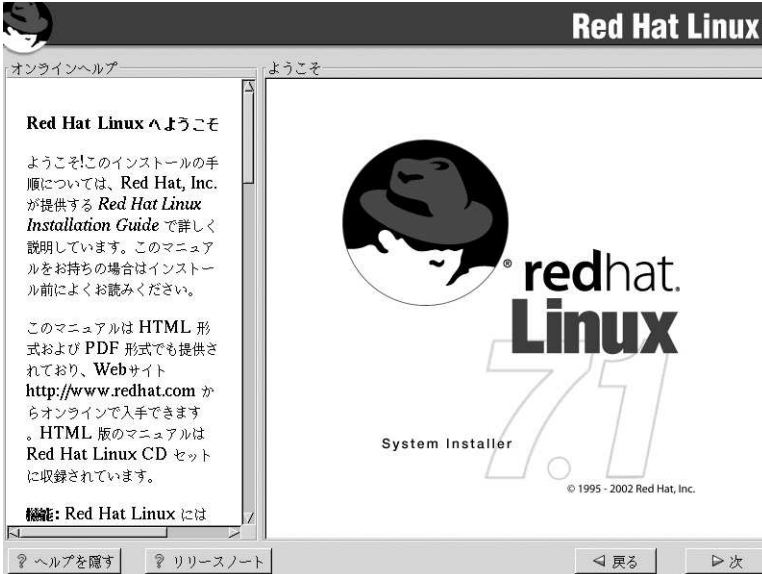 Red Hat Linux
オンラインヘルプ
ようこそ
Red Hat Linux へようこそ
ようこそ!このインストールの手
順については、Red Hat, Inc.
が提供する Red Hat Linux
Installation Guide で詳しく
説明しています。このマニュア
ルをお持ちの場合はインストー
ル前によくお読みください。
このマニュアルは HTML 形
式および PDF 形式でも提供さ
れており、Webサイト
http://www.redhat.com か
らオンラインで入手できます
。HTML 版のマニュアルは
Red Hat Linux CD セット
に収録されています。
機能: Red Hat Linux には
® redhat.
Linux
7.1
System Installer
© 1995 - 2002 Red Hat, Inc.
? ヘルプを隠す
? リリースノート
戻る
次